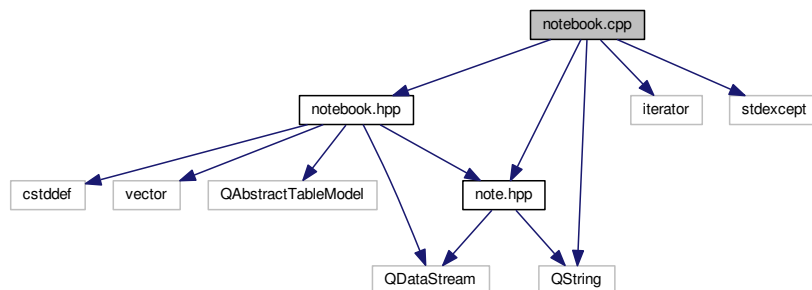 notebook.cpp
notebook.hpp
iterator
stdexcept
cstddef
vector
QAbstractTableModel
note.hpp
QDataStream
QString